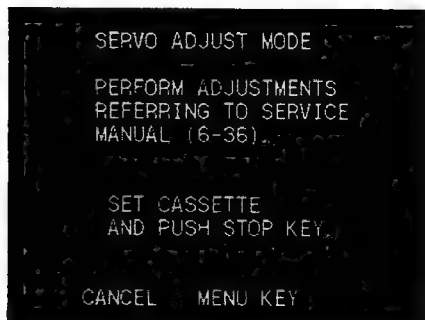 SERVO ADJUST MODE
PERFORM ADJUSTMENTS
REFERRING TO SERVICE
MANUAL (6-36).
SET CASSETTE
AND PUSH STOP KEY.
CANCEL MENU KEY